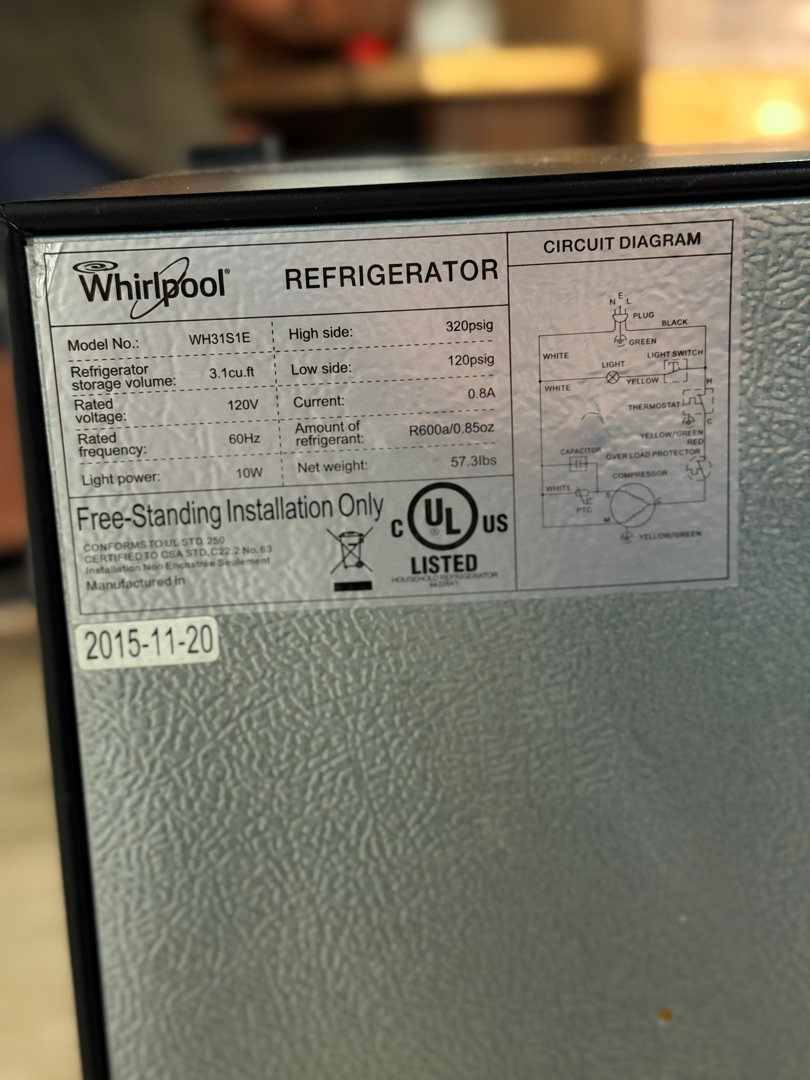 Whirlpool®
REFRIGERATOR
Model No.: WH31S1E
High side: 320psig
Refrigerator
storage volume: 3.1cu.ft
Low side: 120psig
Rated
voltage: 120V
Current: 0.8A
Rated
frequency: 60Hz
Amount of
refrigerant: R600a/0.85oz
Light power: 10W
Net weight: 57.3lbs
Free-Standing Installation Only
CONFORMS TO UL STD. 250
CERTIFIED TO CSA STD. C22.2 No.63
Installation Non Encastrée Seulement
Manufactured in
C UL US
®
LISTED
HOUSEHOLD REFRIGERATOR
CIRCUIT DIAGRAM
N E L
PLUG
BLACK
GREEN
WHITE
LIGHT
LIGHT SWITCH
WHITE
YELLOW
H
THERMOSTAT
C
YELLOW/GREEN
RED
CAPACITOR
OVER LOAD PROTECTOR
COMPRESSOR
WHITE
S
C
PTC
M
YELLOW/GREEN
2015-11-20